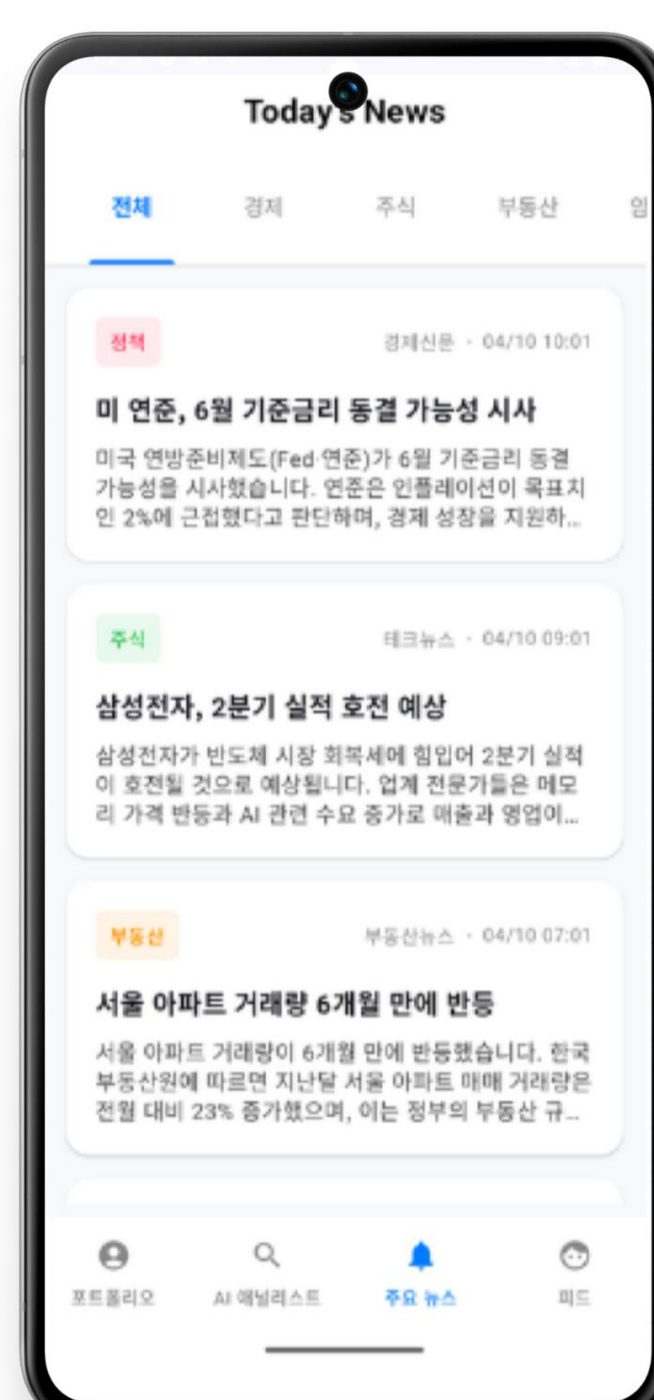 Today's News
전체 경제 주식 부동산
정책 경제신문 · 04/10 10:01
미 연준, 6월 기준금리 동결 가능성 시사
미국 연방준비제도(Fed·연준)가 6월 기준금리 동결
가능성을 시사했습니다. 연준은 인플레이션이 목표치
인 2%에 근접했다고 판단하며, 경제 성장을 지원하...
주식 테크뉴스 · 04/10 09:01
삼성전자, 2분기 실적 호전 예상
삼성전자가 반도체 시장 회복세에 힘입어 2분기 실적
이 호전될 것으로 예상됩니다. 업계 전문가들은 메모
리 가격 반등과 AI 관련 수요 증가로 매출과 영업이...
부동산 부동산뉴스 · 04/10 07:01
서울 아파트 거래량 6개월 만에 반등
서울 아파트 거래량이 6개월 만에 반등했습니다. 한국
부동산원에 따르면 지난달 서울 아파트 매매 거래량은
전월 대비 23% 증가했으며, 이는 정부의 부동산 규...
포트폴리오 AI 애널리스트 주요 뉴스 피드